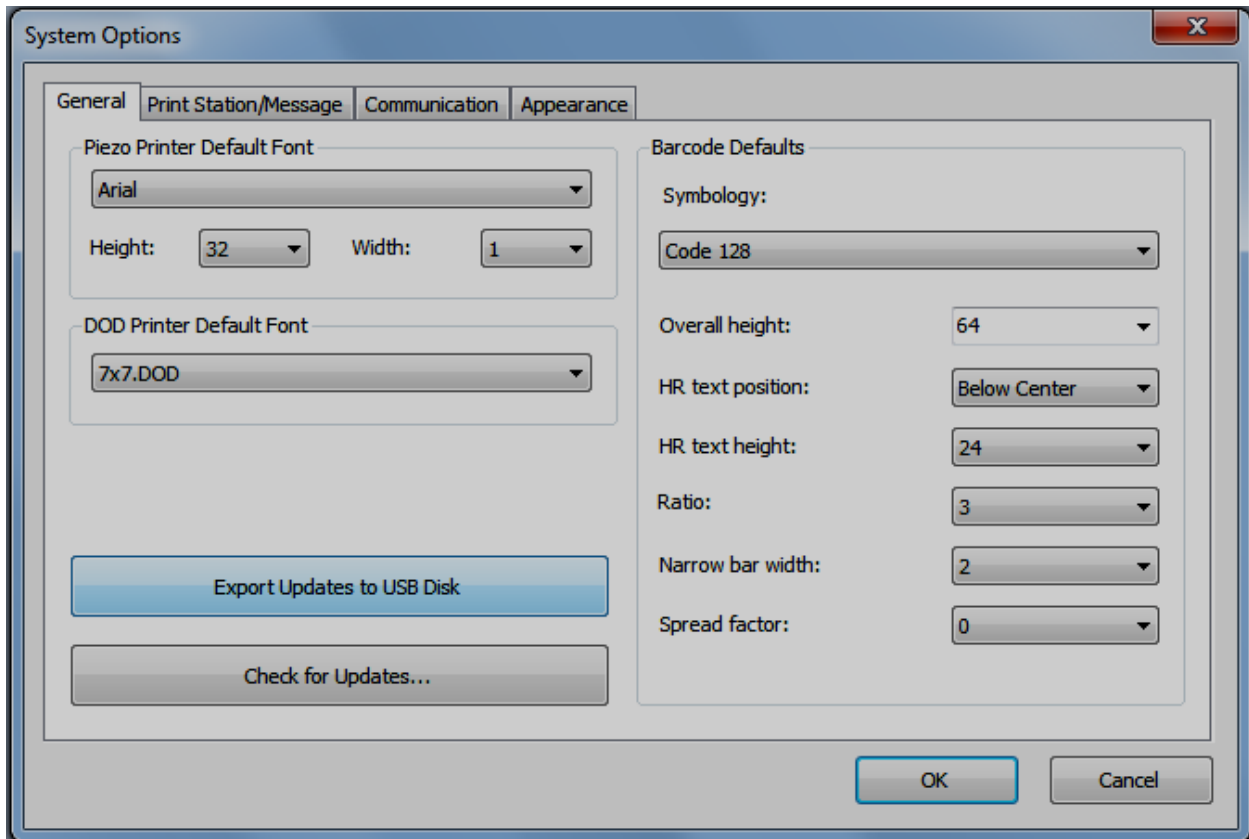 System Options
General Print Station/Message Communication Appearance
Piezo Printer Default Font
Arial
Height: 32 Width: 1
DOD Printer Default Font
7x7.DOD
Export Updates to USB Disk
Check for Updates...
Barcode Defaults
Symbology:
Code 128
Overall height: 64
HR text position: Below Center
HR text height: 24
Ratio: 3
Narrow bar width: 2
Spread factor: 0
OK Cancel